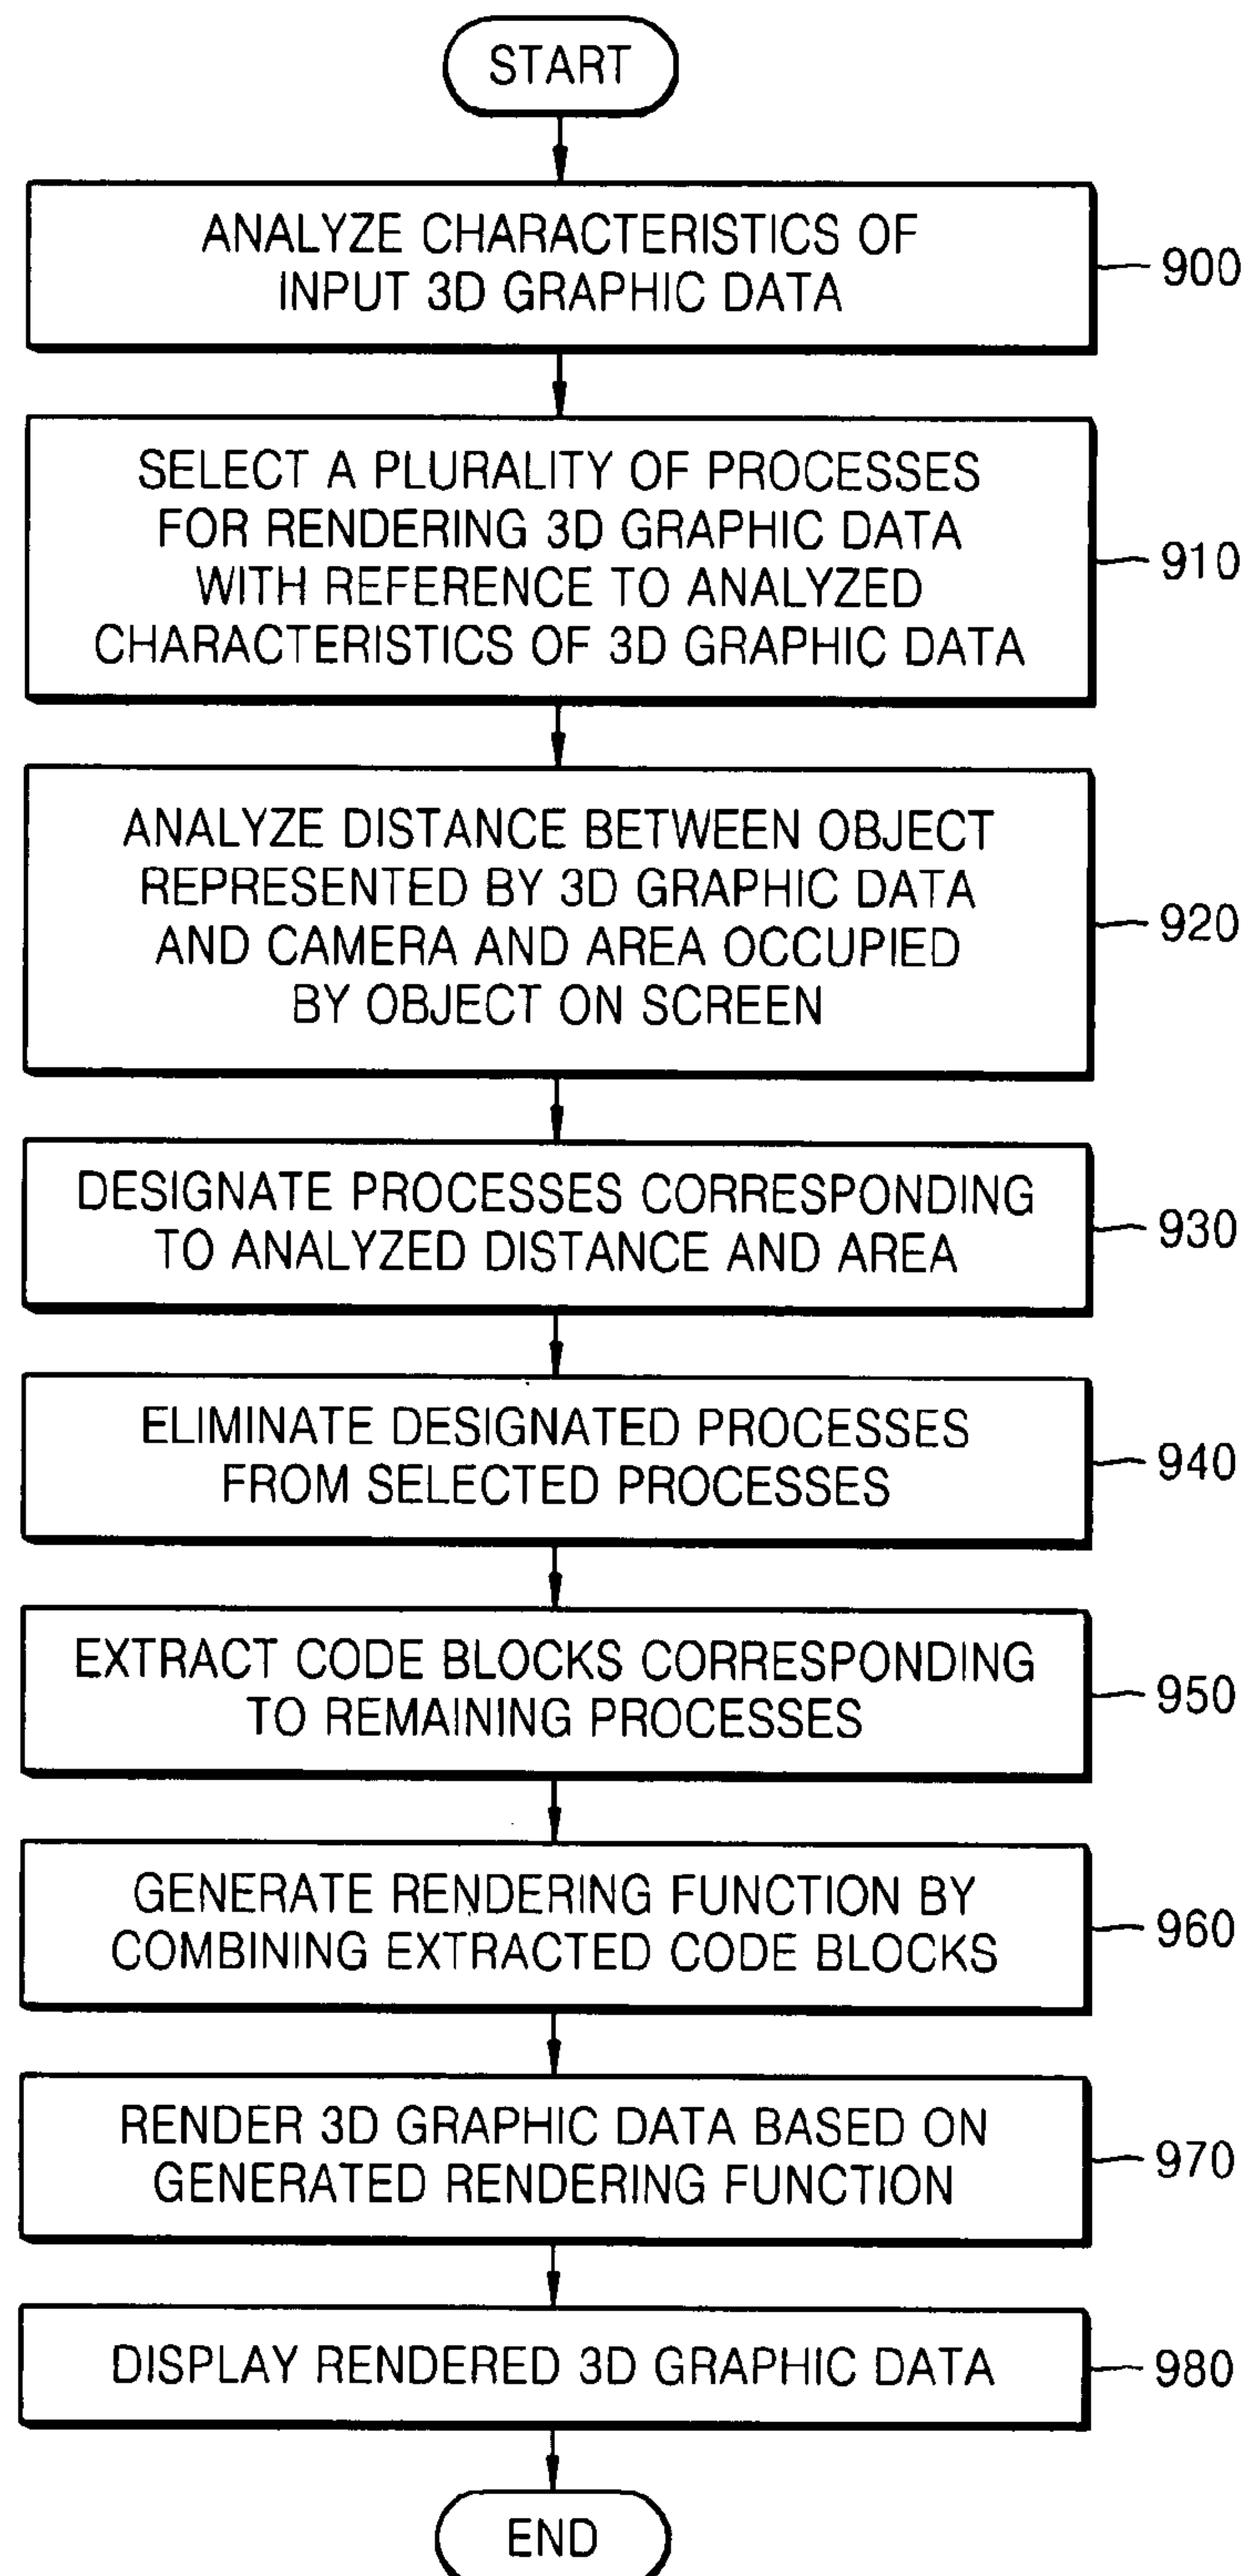 START
ANALYZE CHARACTERISTICS OF
INPUT 3D GRAPHIC DATA
900
SELECT A PLURALITY OF PROCESSES
FOR RENDERING 3D GRAPHIC DATA
WITH REFERENCE TO ANALYZED
CHARACTERISTICS OF 3D GRAPHIC DATA
910
ANALYZE DISTANCE BETWEEN OBJECT
REPRESENTED BY 3D GRAPHIC DATA
AND CAMERA AND AREA OCCUPIED
BY OBJECT ON SCREEN
920
DESIGNATE PROCESSES CORRESPONDING
TO ANALYZED DISTANCE AND AREA
930
ELIMINATE DESIGNATED PROCESSES
FROM SELECTED PROCESSES
940
EXTRACT CODE BLOCKS CORRESPONDING
TO REMAINING PROCESSES
950
GENERATE RENDERING FUNCTION BY
COMBINING EXTRACTED CODE BLOCKS
960
RENDER 3D GRAPHIC DATA BASED ON
GENERATED RENDERING FUNCTION
970
DISPLAY RENDERED 3D GRAPHIC DATA
980
END